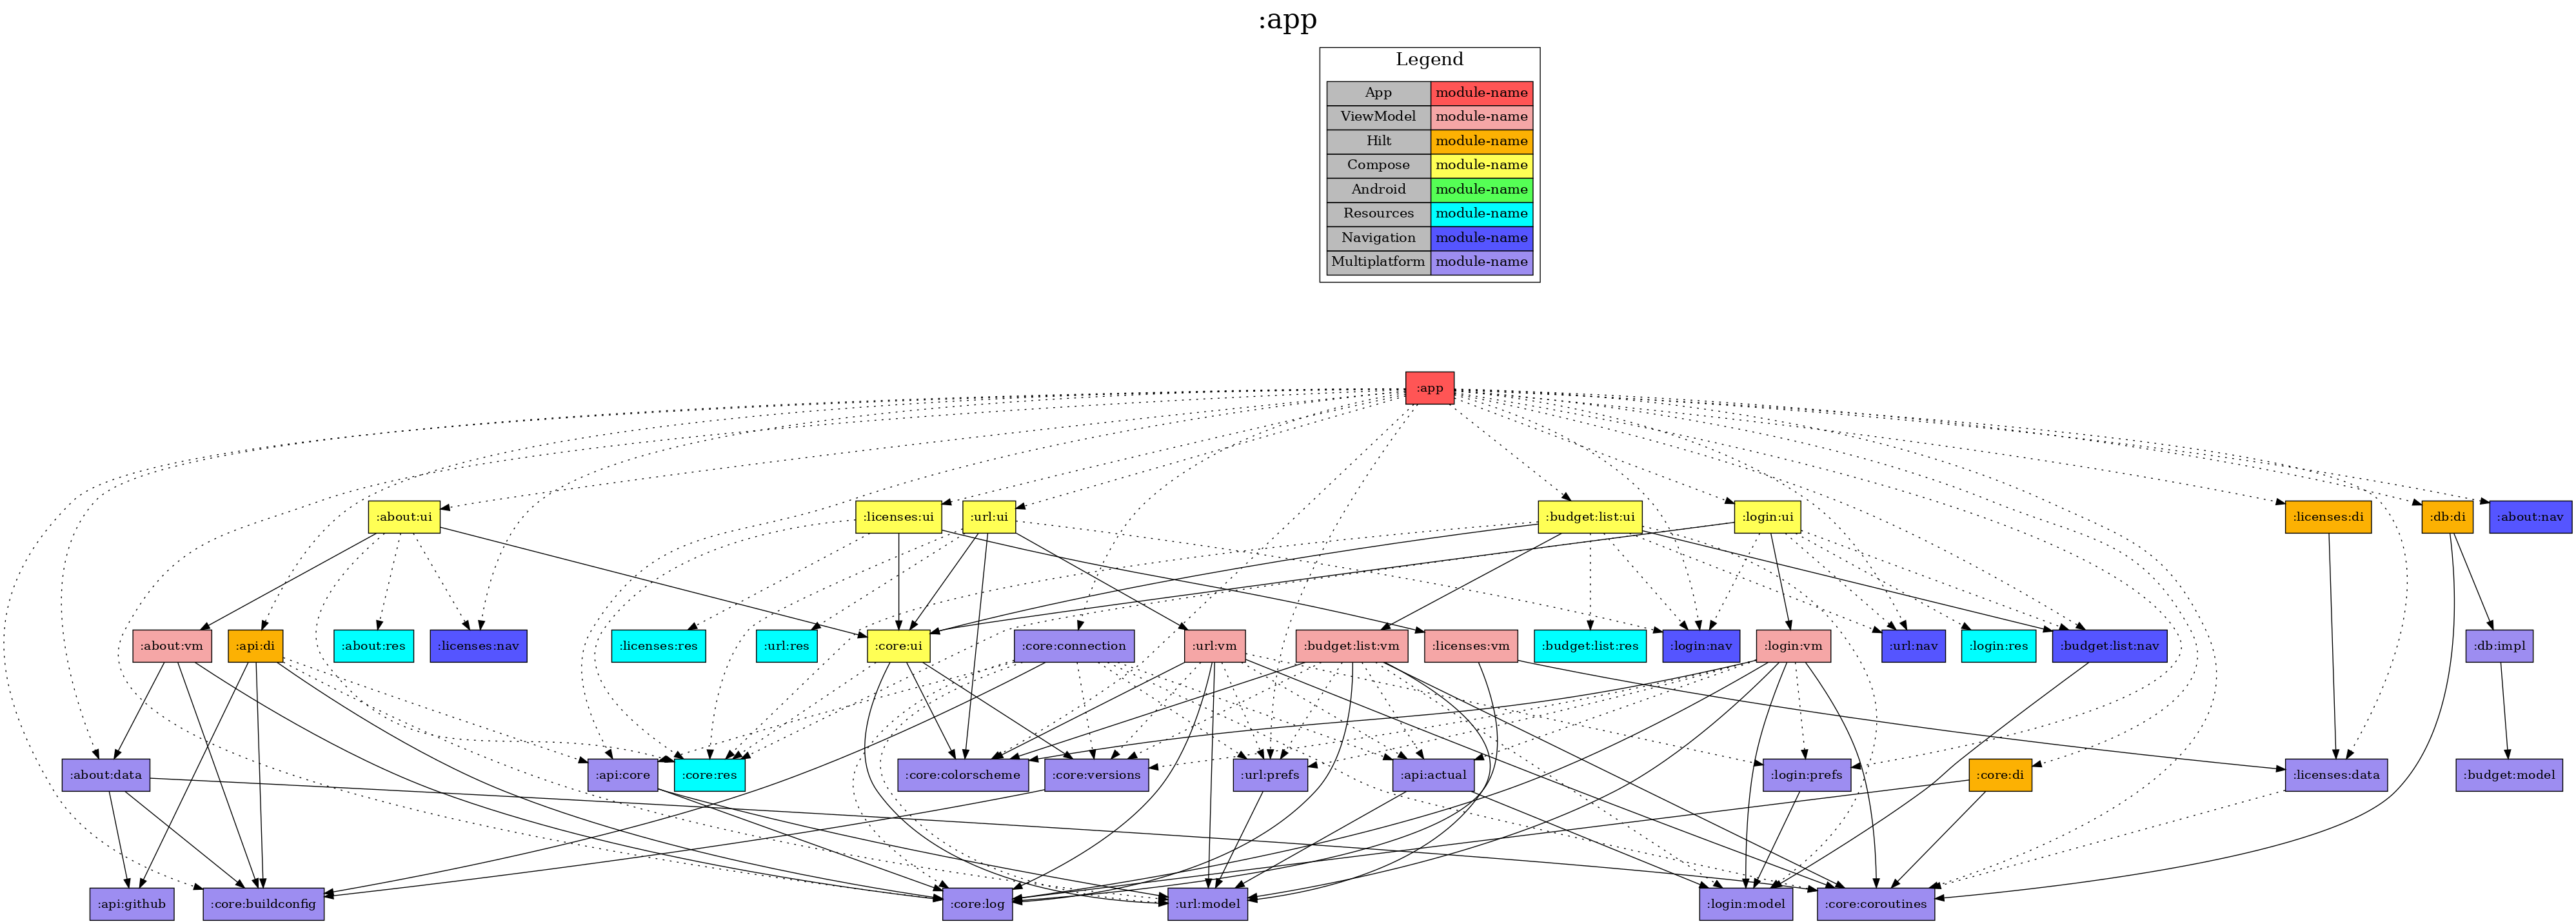 :app
Legend
App module-name
ViewModel module-name
Hilt module-name
Compose module-name
Android module-name
Resources module-name
Navigation module-name
Multiplatform module-name
:app
:about:ui
:licenses:ui
:url:ui
:budget:list:ui
:login:ui
:licenses:di
:db:di
:about:nav
:about:vm
:api:di
:about:res
:licenses:nav
:licenses:res
:url:res
:core:ui
:core:connection
:url:vm
:budget:list:vm
:licenses:vm
:budget:list:res
:login:nav
:login:vm
:url:nav
:login:res
:budget:list:nav
:db:impl
:about:data
:api:core
:core:res
:core:colorscheme
:core:versions
:url:prefs
:api:actual
:login:prefs
:core:di
:licenses:data
:budget:model
:api:github
:core:buildconfig
:core:log
:url:model
:login:model
:core:coroutines